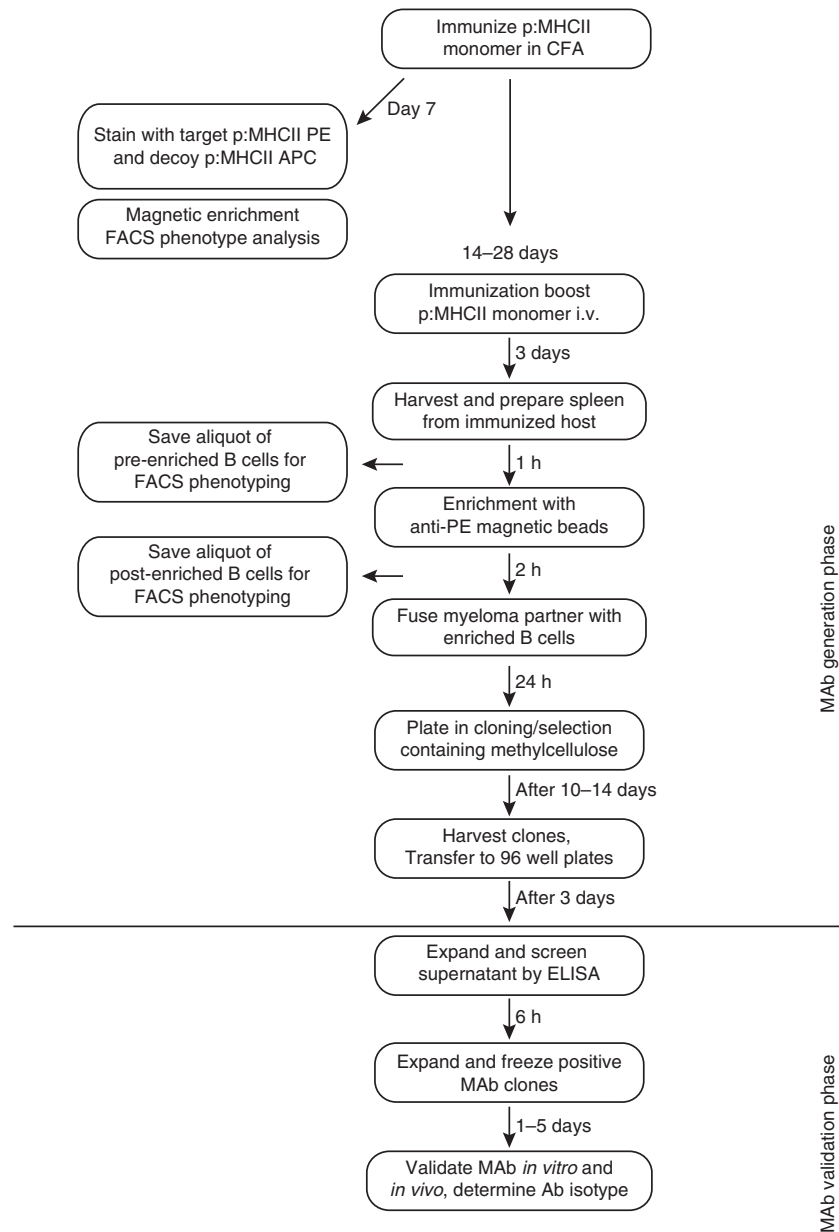 Immunize p:MHCII
monomer in CFA
Day 7
Stain with target p:MHCII PE
and decoy p:MHCII APC
Magnetic enrichment
FACS phenotype analysis
14–28 days
Immunization boost
p:MHCII monomer i.v.
3 days
Harvest and prepare spleen
from immunized host
Save aliquot of
pre-enriched B cells for
FACS phenotyping
1 h
Enrichment with
anti-PE magnetic beads
Save aliquot of
post-enriched B cells for
FACS phenotyping
2 h
Fuse myeloma partner with
enriched B cells
24 h
Plate in cloning/selection
containing methylcellulose
After 10–14 days
Harvest clones,
Transfer to 96 well plates
After 3 days
MAb generation phase
Expand and screen
supernatant by ELISA
6 h
Expand and freeze positive
MAb clones
1–5 days
Validate MAb in vitro and
in vivo, determine Ab isotype
MAb validation phase